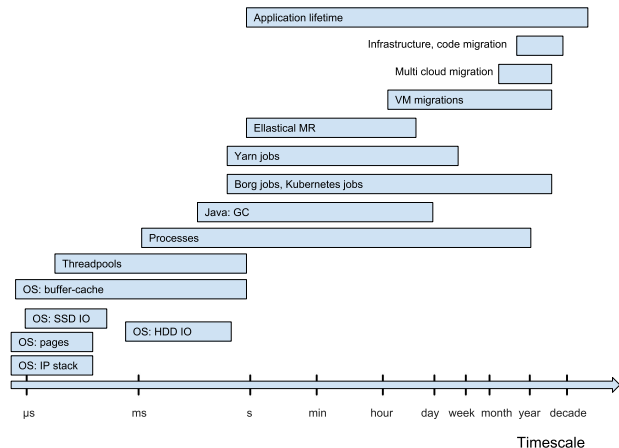 Application lifetime
Infrastructure, code migration
Multi cloud migration
VM migrations
Ellastical MR
Yarn jobs
Borg jobs, Kubernetes jobs
Java: GC
Processes
Threadpools
OS: buffer-cache
OS: SSD IO
OS: HDD IO
OS: pages
OS: IP stack
µs ms s min hour day week month year decade
Timescale